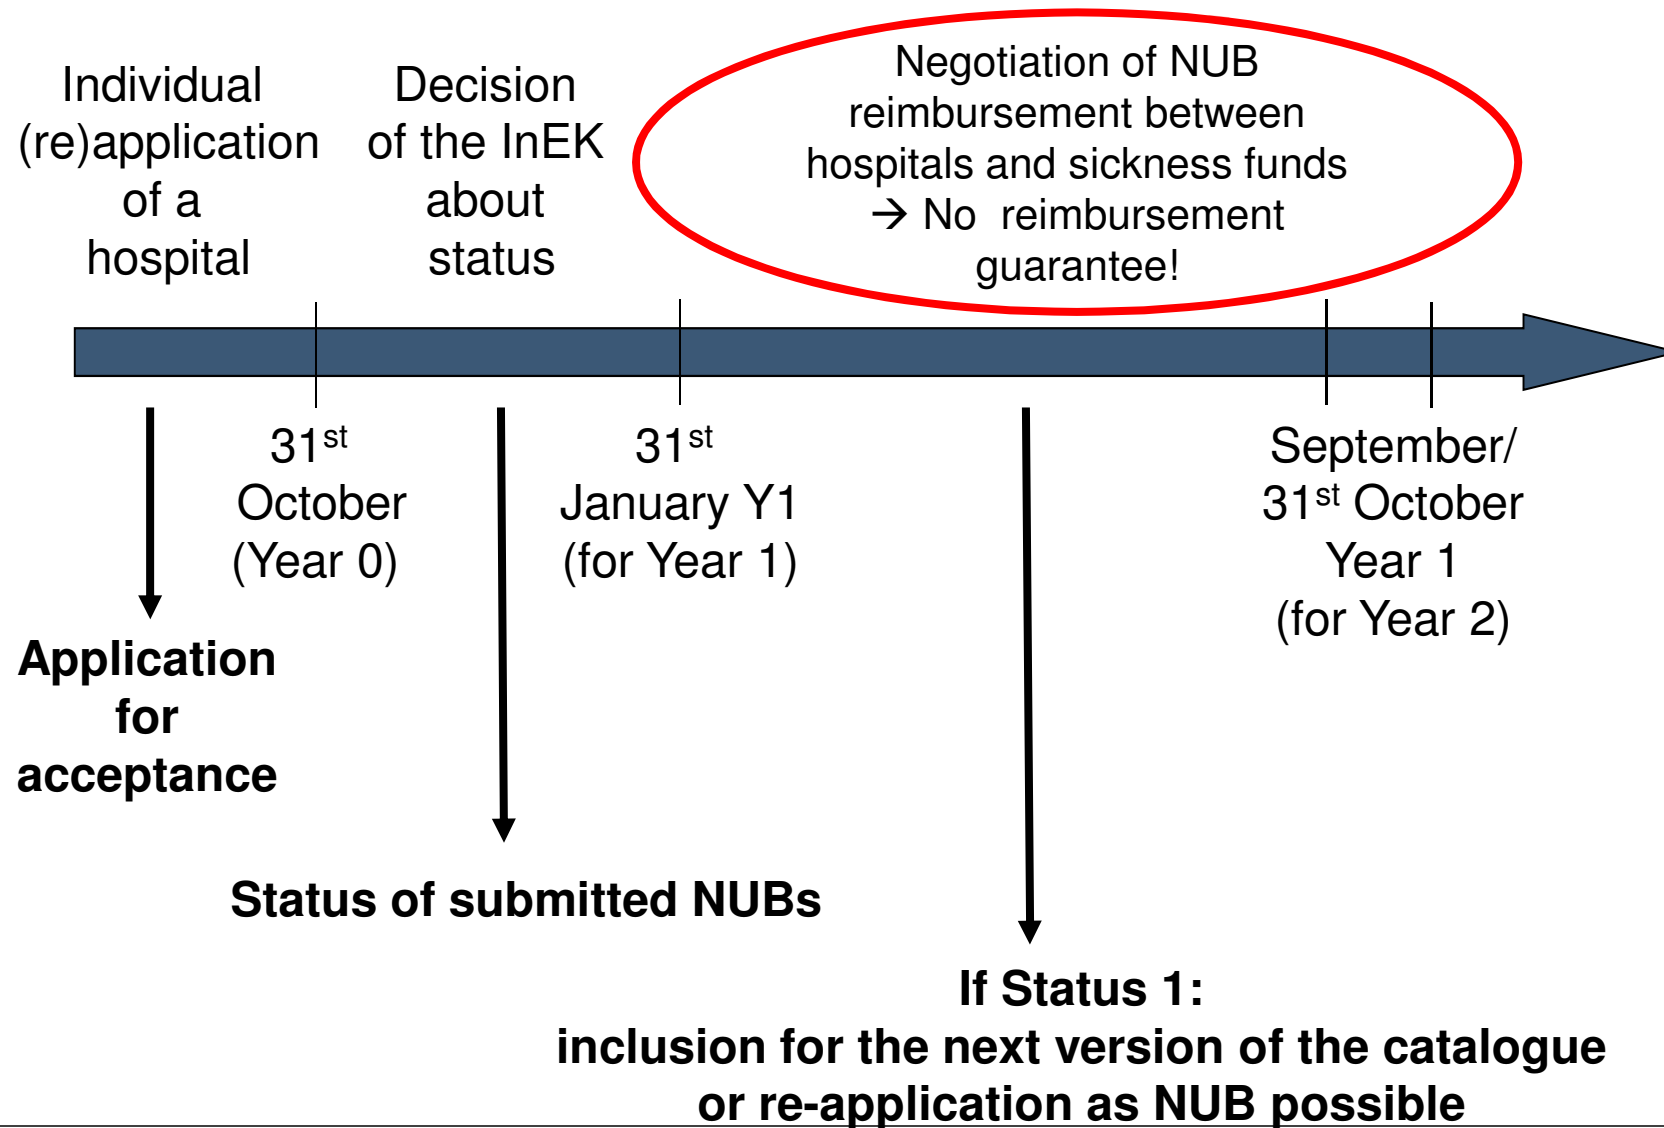 Individual
(re)application
of a
hospital
Decision
of the InEK
about
status
Negotiation of NUB
reimbursement between
hospitals and sickness funds
→ No reimbursement
guarantee!
31st
October
(Year 0)
31st
January Y1
(for Year 1)
September/
31st October
Year 1
(for Year 2)
Application
for
acceptance
Status of submitted NUBs
If Status 1:
inclusion for the next version of the catalogue
or re-application as NUB possible